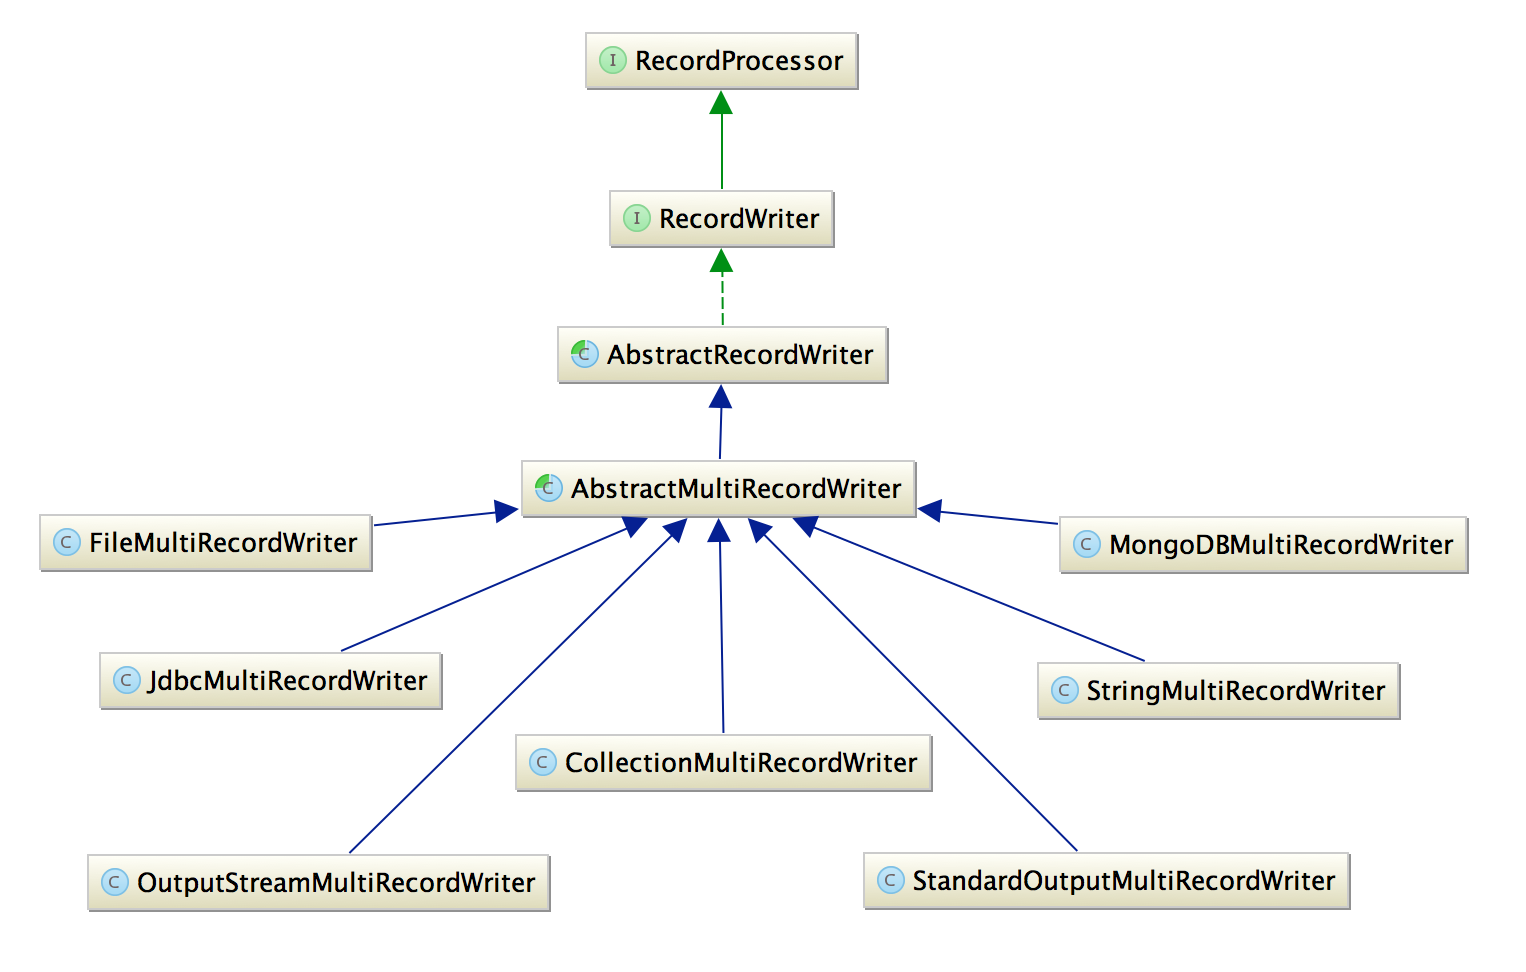 I RecordProcessor
I RecordWriter
C AbstractRecordWriter
C AbstractMultiRecordWriter
C FileMultiRecordWriter
C MongoDBMultiRecordWriter
C JdbcMultiRecordWriter
C StringMultiRecordWriter
C CollectionMultiRecordWriter
C OutputStreamMultiRecordWriter
C StandardOutputMultiRecordWriter